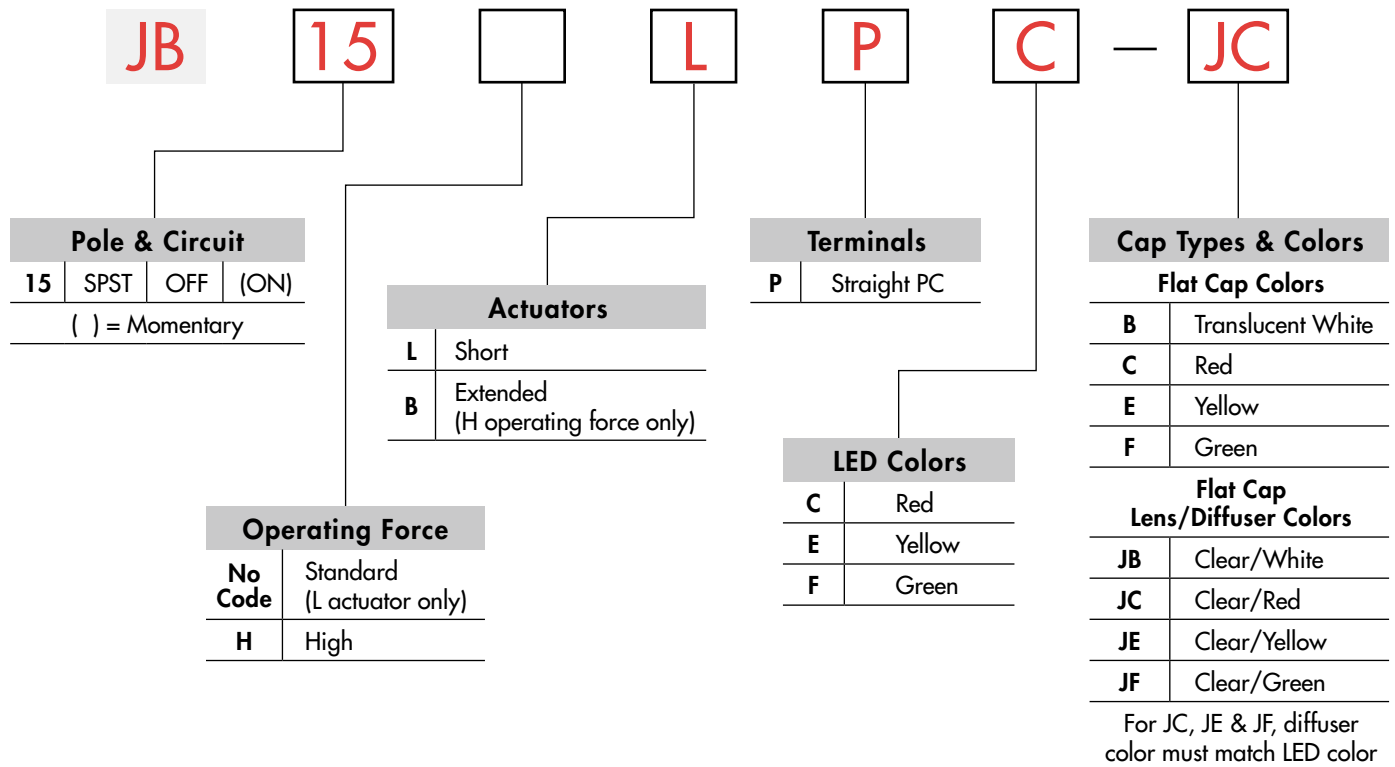 JB 15 L P C — JC
Pole & Circuit
15 SPST OFF (ON)
( ) = Momentary
Operating Force
No Code Standard (L actuator only)
H High
Actuators
L Short
B Extended
(H operating force only)
Terminals
P Straight PC
LED Colors
C Red
E Yellow
F Green
Cap Types & Colors
Flat Cap Colors
B Translucent White
C Red
E Yellow
F Green
Flat Cap
Lens/Diffuser Colors
JB Clear/White
JC Clear/Red
JE Clear/Yellow
JF Clear/Green
For JC, JE & JF, diffuser
color must match LED color